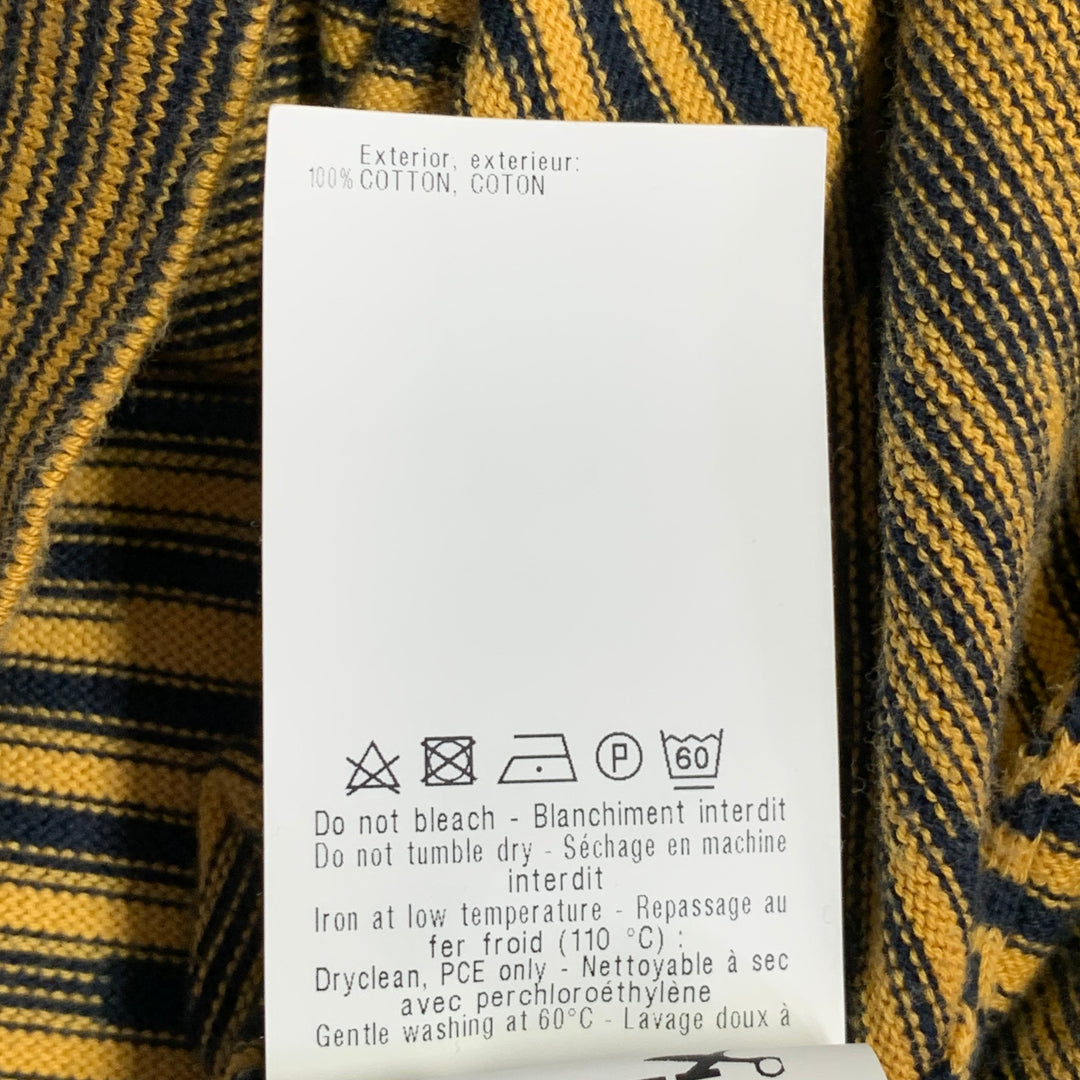 Exterior, exterieur:
100% COTTON, COTON
P
60
Do not bleach - Blanchiment interdit
Do not tumble dry - Séchage en machine
interdit
Iron at low temperature - Repassage au
fer froid (110 °C) :
Dryclean, PCE only - Nettoyable à sec
avec perchloroéthylène
Gentle washing at 60°C - Lavage doux à